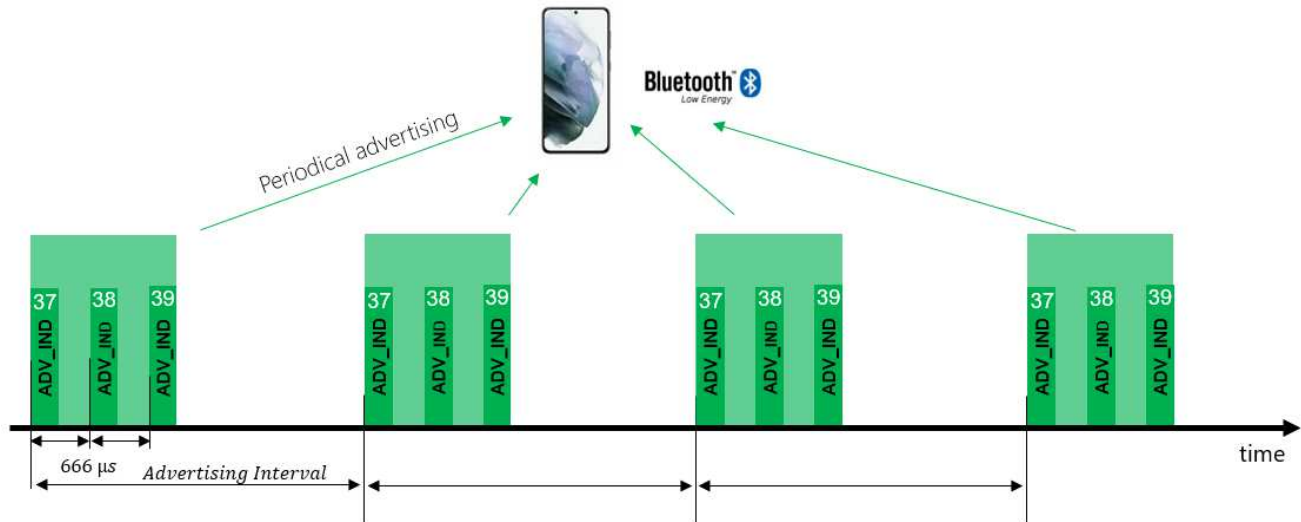 Bluetooth™
Low Energy
Periodical advertising
37 38 39 37 38 39 37 38 39 37 38 39
ADV_IND ADV_IND ADV_IND ADV_IND ADV_IND ADV_IND ADV_IND ADV_IND ADV_IND ADV_IND ADV_IND ADV_IND
time
666 μs
Advertising Interval